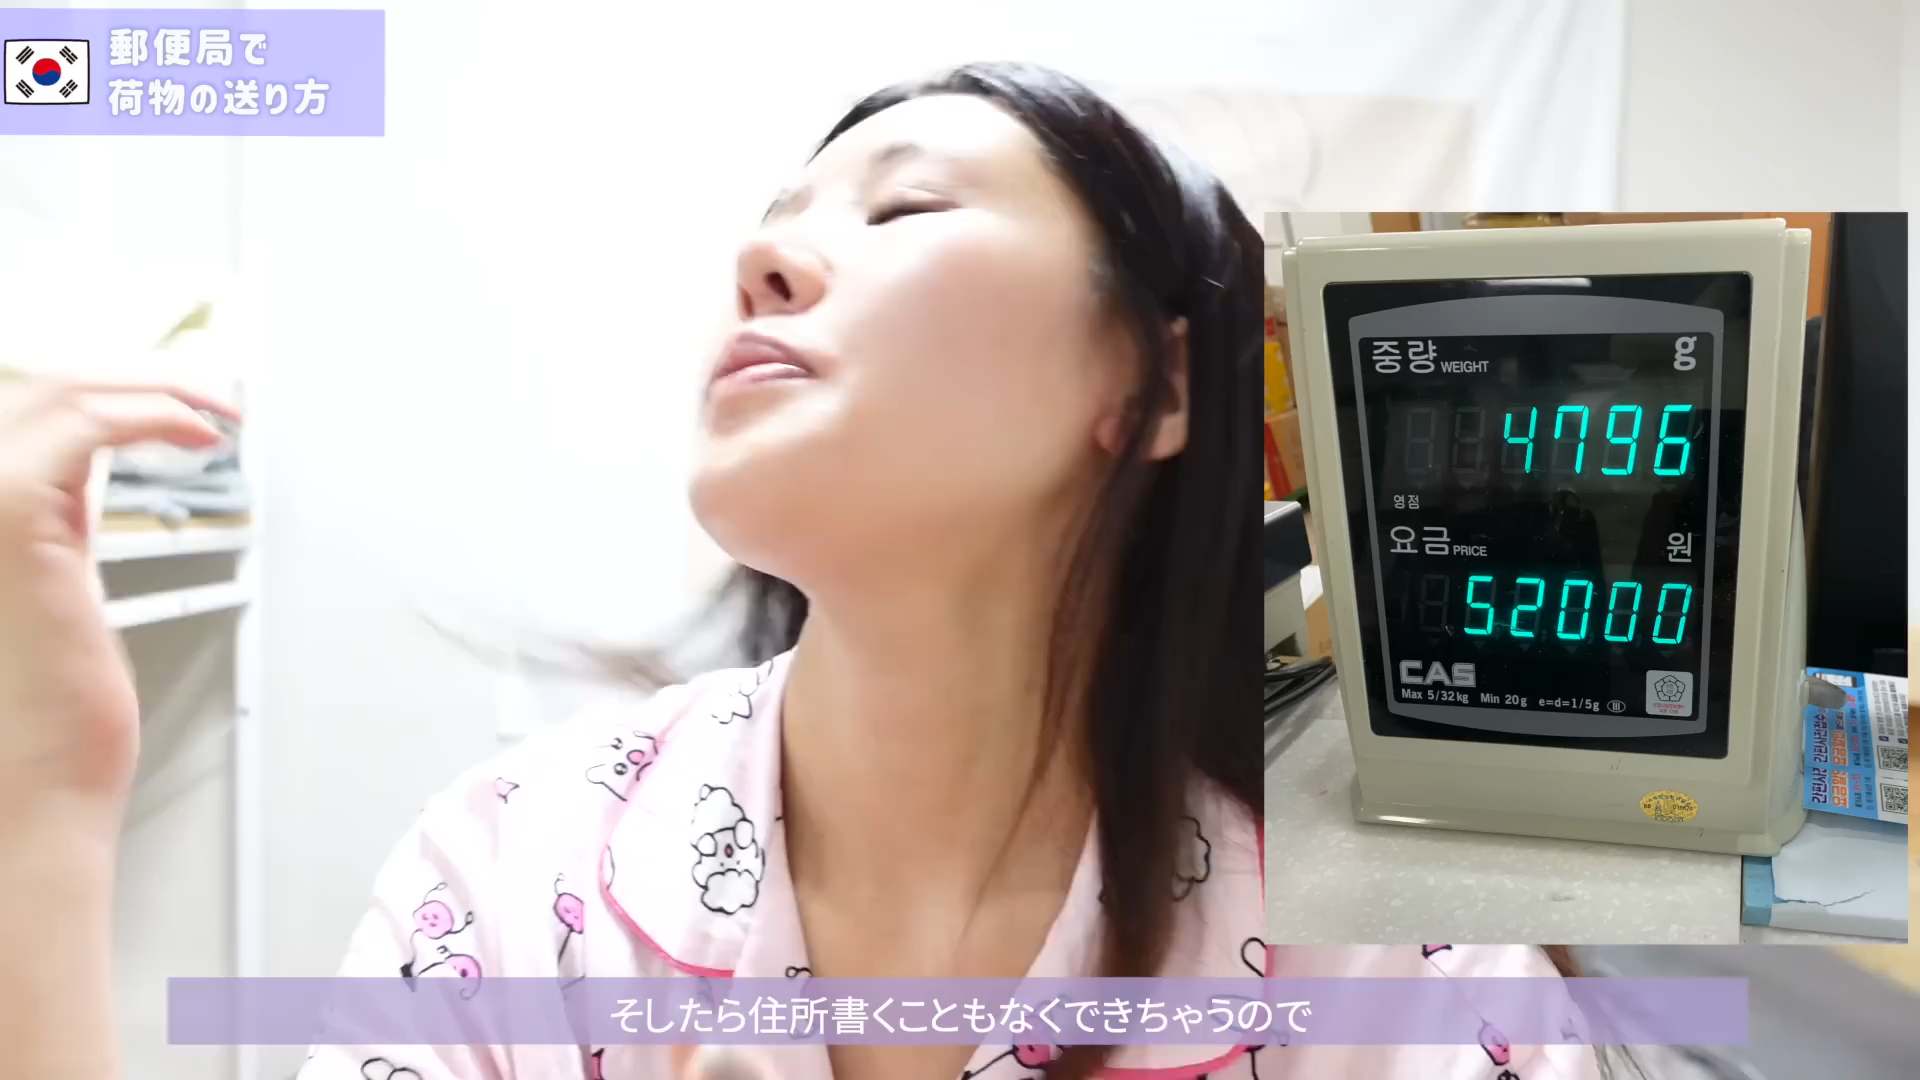 郵便局で
荷物の送り方
중량 WEIGHT g
4796
영점
요금 PRICE 원
52000
CAS
Max 5/32kg Min 20g e=d=1/5g III
そしたら住所書くこともなくできちゃうので